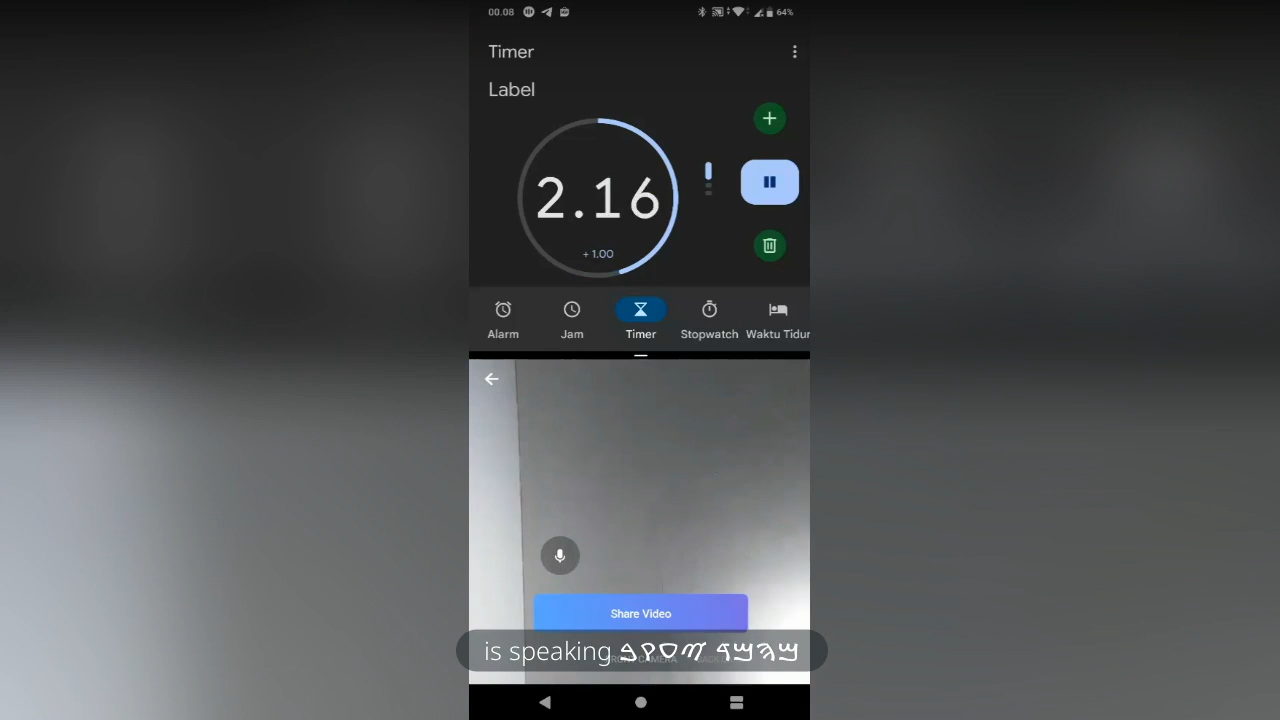 00.08
64%
Timer
Label
2.16
+ 1.00
Alarm
Jam
Timer
Stopwatch
Waktu Tidur
Share Video
is speaking
CAMERA